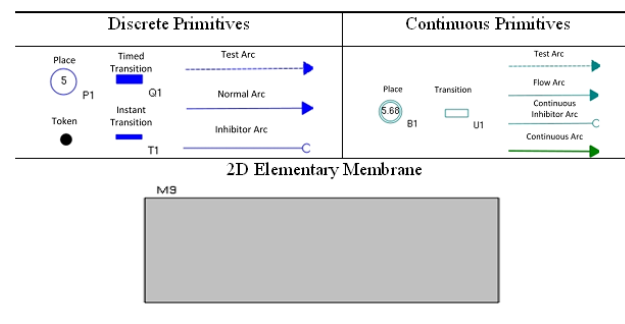 Discrete Primitives
Continuous Primitives
Place
Timed
Transition
Test Arc
5
P1
Q1
Normal Arc
Token
Instant
Transition
T1
Inhibitor Arc
Test Arc
Place
Transition
Flow Arc
5.68
B1
U1
Continuous
Inhibitor Arc
Continuous Arc
2D Elementary Membrane
M9